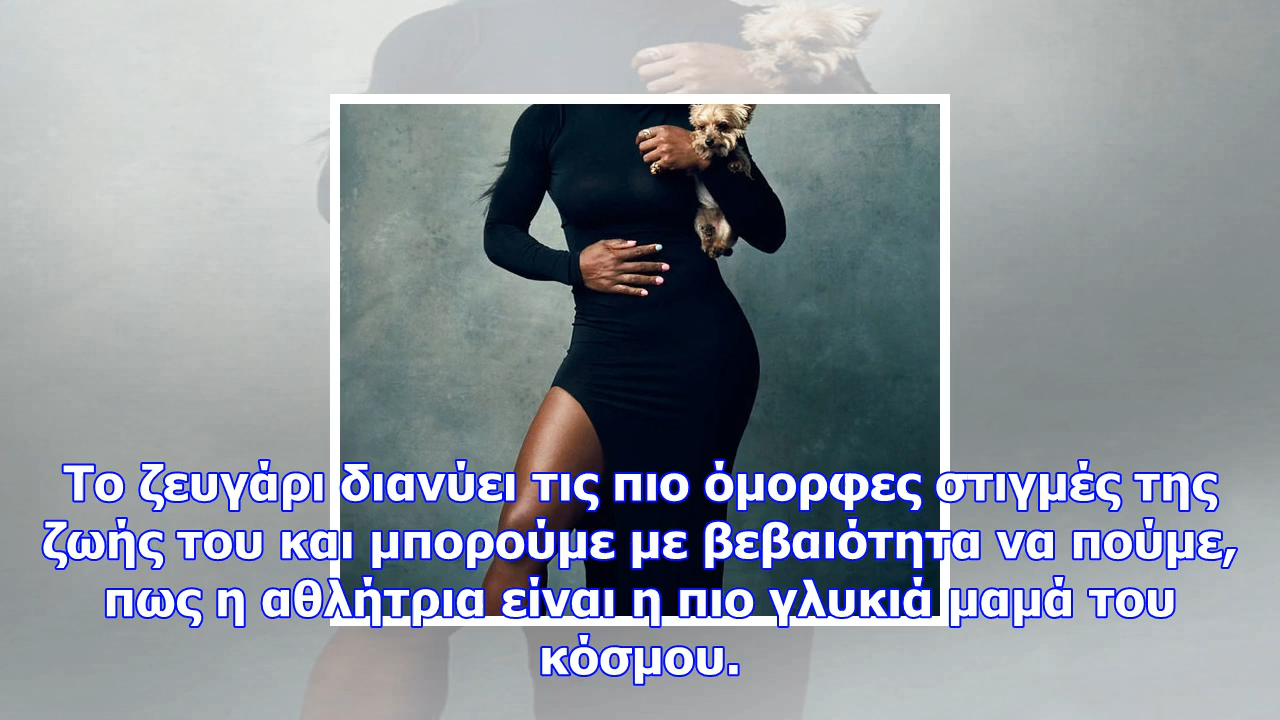 Το ζευγάρι διανύει τις πιο όμορφες στιγμές της
ζωής του και μπορούμε με βεβαιότητα να πούμε,
πως η αθλήτρια είναι η πιο γλυκιά μαμά του
κόσμου.